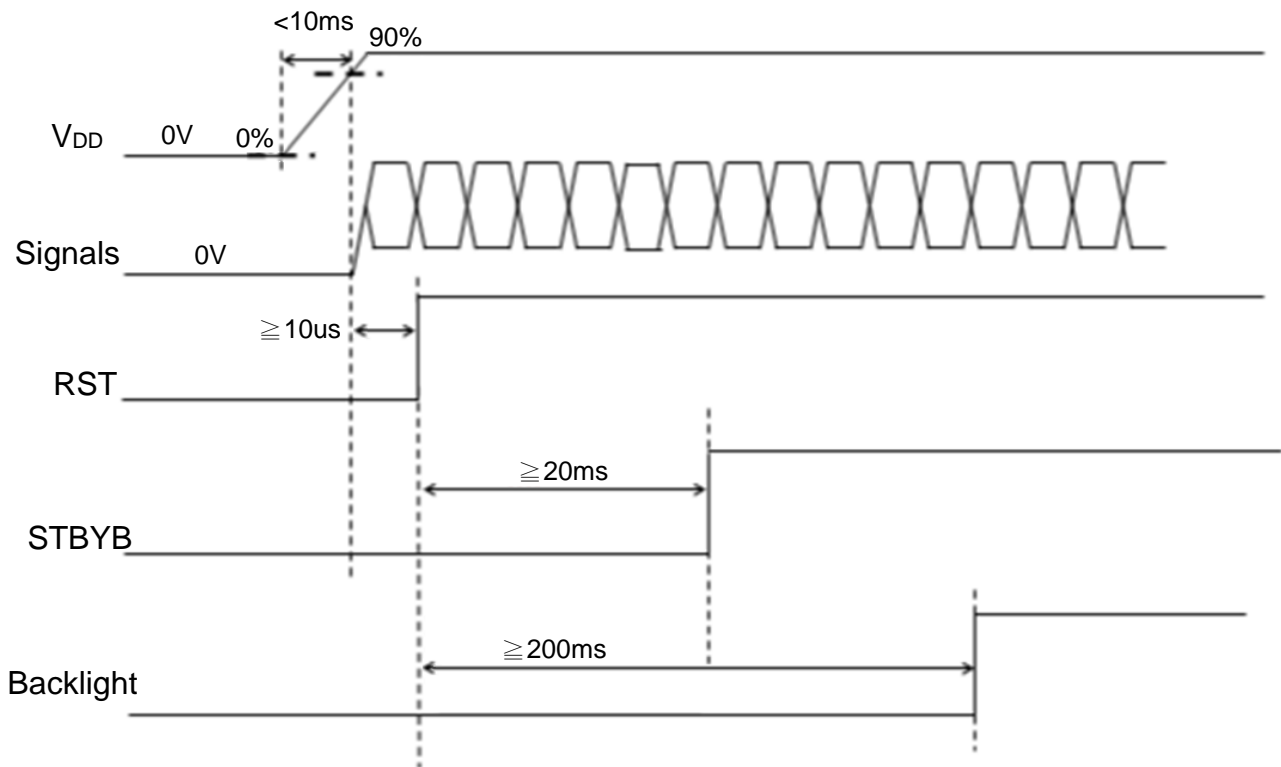 <10ms
90%
VDD 0V 0%
Signals 0V
≧10us
RST
≧20ms
STBYB
≧200ms
Backlight